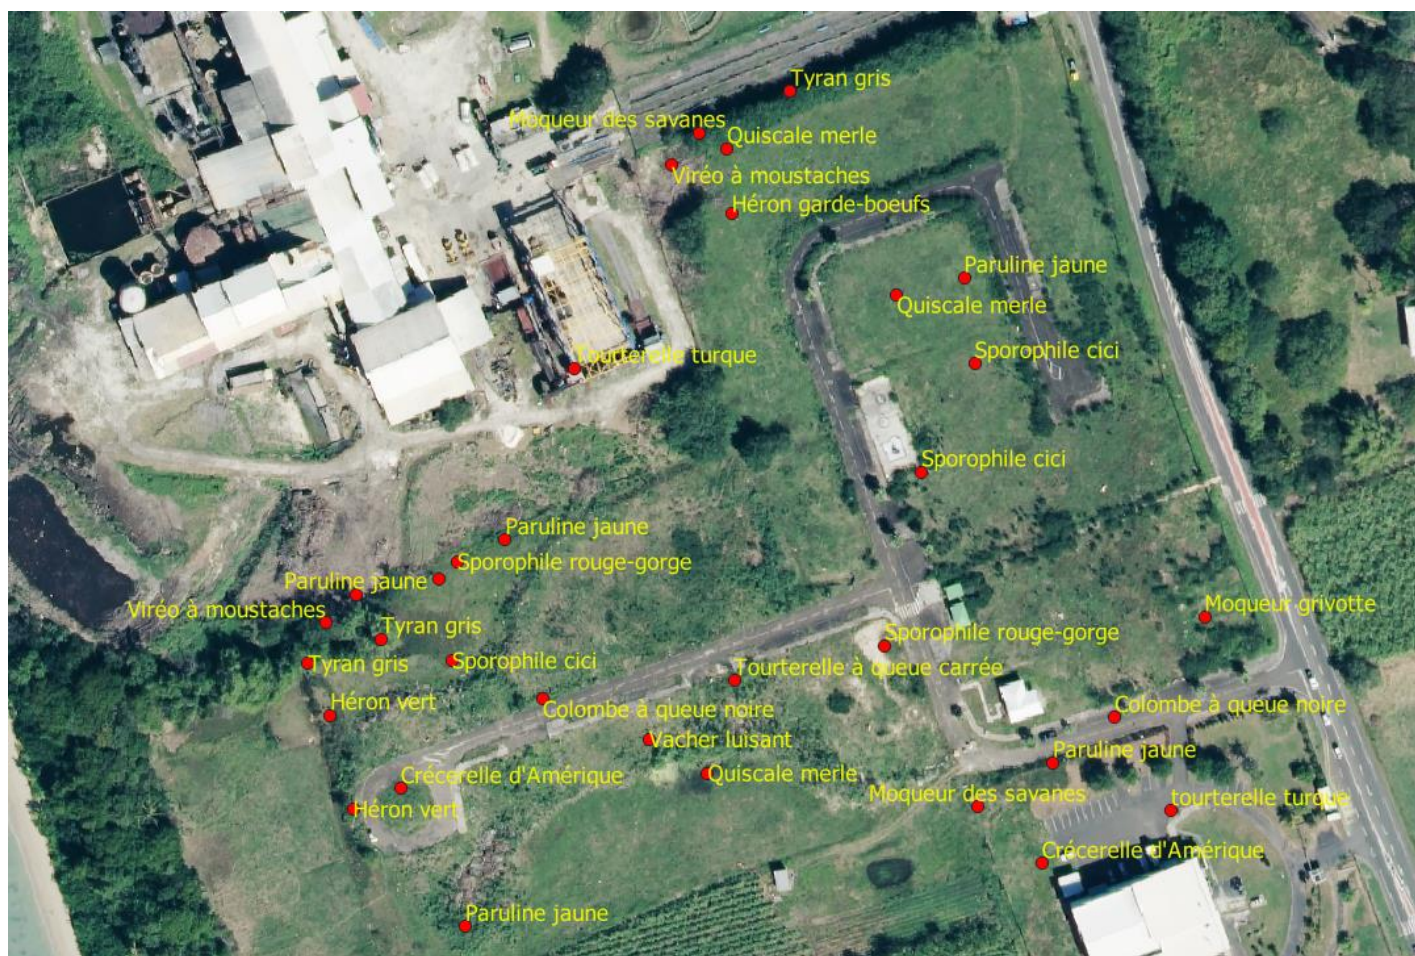 Tyran gris
Moqueur des savanes
Quiscale merle
Viréo à moustaches
Héron garde-boeufs
Paruline jaune
Quiscale merle
Sporophile cici
Tourterelle turque
Sporophile cici
Paruline jaune
Sporophile rouge-gorge
Paruline jaune
Viréo à moustaches
Moqueur grivotte
Tyran gris
Sporophile rouge-gorge
Tyran gris
Sporophile cici
Tourterelle à queue carrée
Héron vert
Colombe à queue noire
Colombe à queue noire
Vacher luisant
Paruline jaune
Crécerelle d'Amérique
Quiscale merle
Moqueur des savanes
tourterelle turque
Héron vert
Crécerelle d'Amérique
Paruline jaune